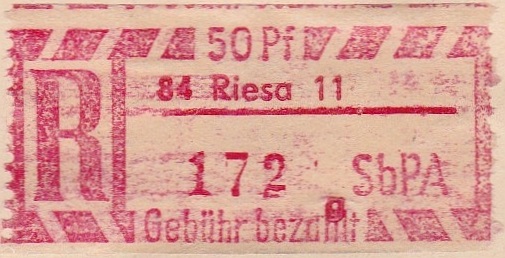 50 Pf
R
84 Riesa 11
172 SbPA
Gebühr bezahlt